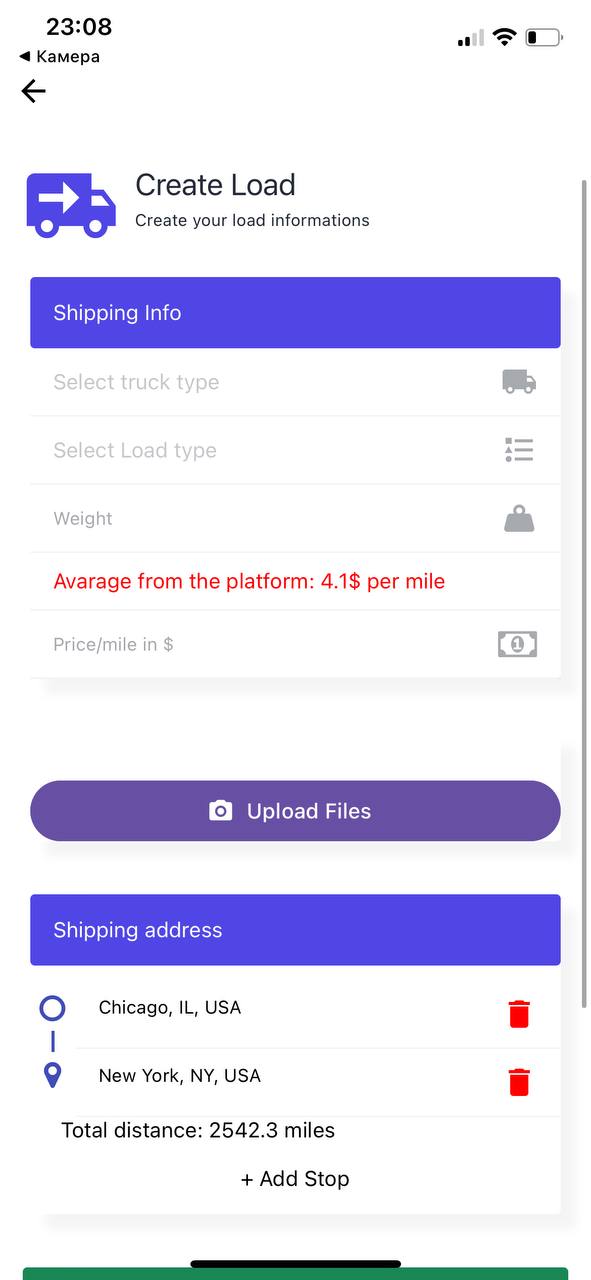 23:08
◀ Камера
Create Load
Create your load informations
Shipping Info
Select truck type
Select Load type
Weight
Avarage from the platform: 4.1$ per mile
Price/mile in $
1
Upload Files
Shipping address
Chicago, IL, USA
New York, NY, USA
Total distance: 2542.3 miles
+ Add Stop